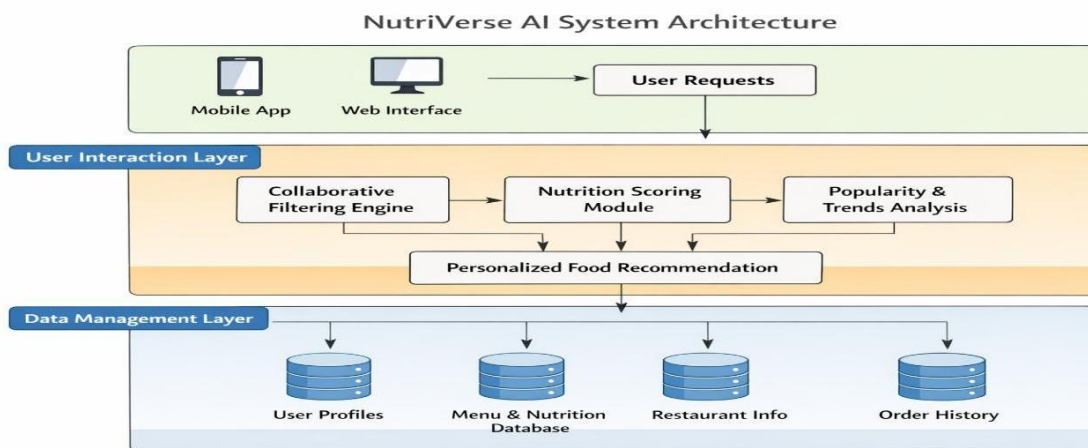 NutriVerse AI System Architecture
User Requests
Mobile App
Web Interface
User Interaction Layer
Collaborative
Filtering Engine
Nutrition Scoring
Module
Popularity &
Trends Analysis
Personalized Food Recommendation
Data Management Layer
User Profiles
Menu & Nutrition
Database
Restaurant Info
Order History